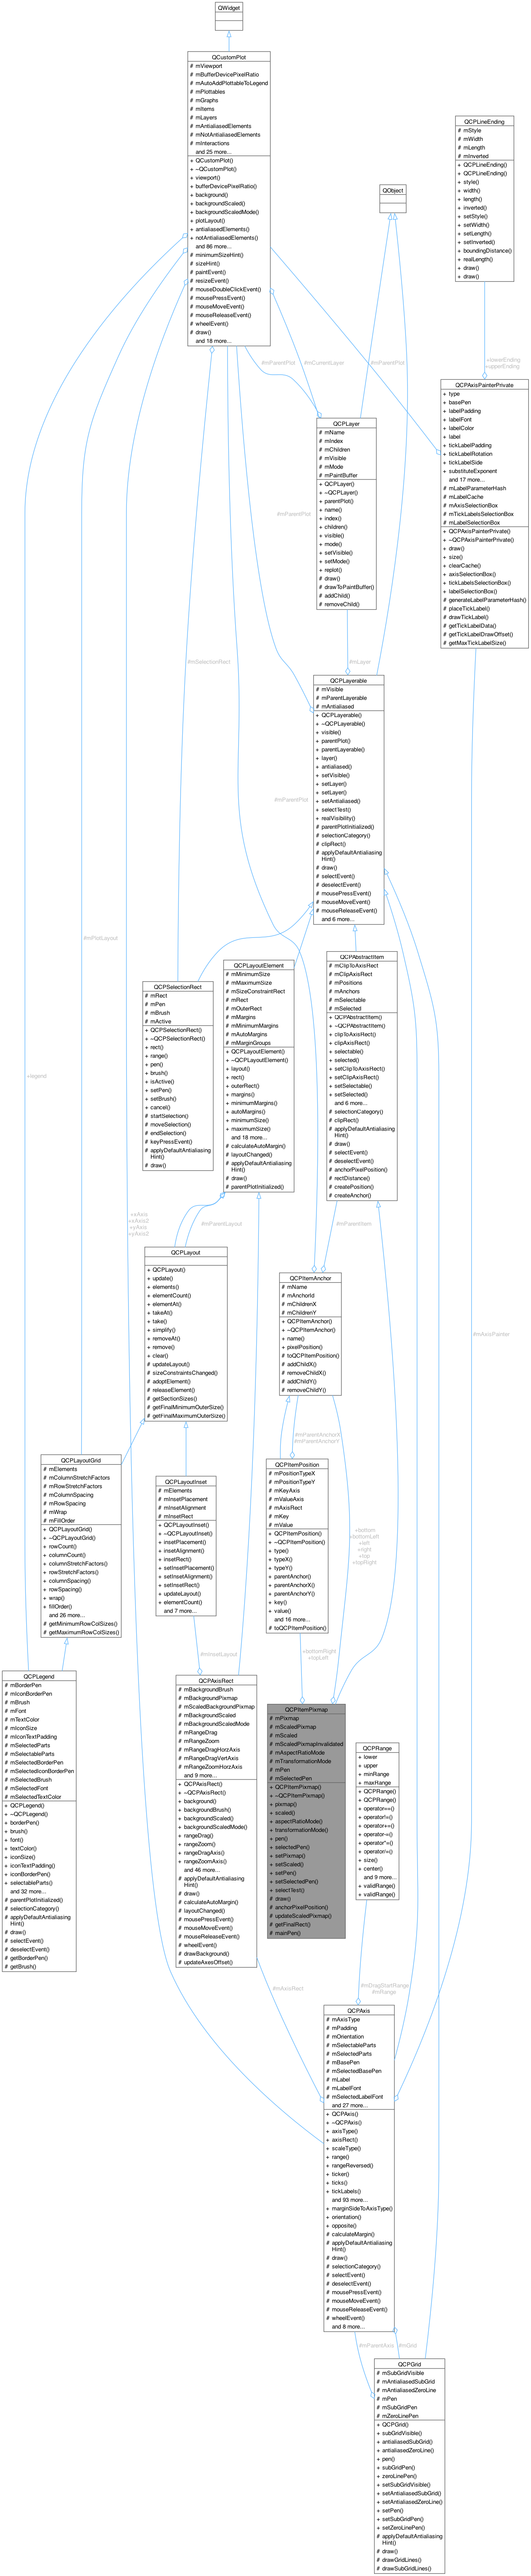 QWidget
QCustomPlot
# mViewport
# mBufferDevicePixelRatio
# mAutoAddPlottableToLegend
# mPlottables
# mGraphs
# mItems
# mLayers
# mAntialiasedElements
# mNotAntialiasedElements
# mInteractions
and 25 more...
+ QCustomPlot()
+ ~QCustomPlot()
+ viewport()
+ bufferDevicePixelRatio()
+ background()
+ backgroundScaled()
+ backgroundScaledMode()
+ plotLayout()
+ antialiasedElements()
+ notAntialiasedElements()
and 86 more...
# minimumSizeHint()
# sizeHint()
# paintEvent()
# resizeEvent()
# mouseDoubleClickEvent()
# mousePressEvent()
# mouseMoveEvent()
# mouseReleaseEvent()
# wheelEvent()
# draw()
and 18 more...
QCPLineEnding
# mStyle
# mWidth
# mLength
# mInverted
+ QCPLineEnding()
+ QCPLineEnding()
+ style()
+ width()
+ length()
+ inverted()
+ setStyle()
+ setWidth()
+ setLength()
+ setInverted()
+ boundingDistance()
+ realLength()
+ draw()
+ draw()
QObject
#mParentPlot
#mCurrentLayer
#mParentPlot
+lowerEnding
+upperEnding
QCPAxisPainterPrivate
+ type
+ basePen
+ labelPadding
+ labelFont
+ labelColor
+ label
+ tickLabelPadding
+ tickLabelRotation
+ tickLabelSide
+ substituteExponent
and 17 more...
# mLabelParameterHash
# mLabelCache
# mAxisSelectionBox
# mTickLabelsSelectionBox
# mLabelSelectionBox
+ QCPAxisPainterPrivate()
+ ~QCPAxisPainterPrivate()
+ draw()
+ size()
+ clearCache()
+ axisSelectionBox()
+ tickLabelsSelectionBox()
+ labelSelectionBox()
# generateLabelParameterHash()
# placeTickLabel()
# drawTickLabel()
# getTickLabelData()
# getTickLabelDrawOffset()
# getMaxTickLabelSize()
QCPLayer
# mName
# mIndex
# mChildren
# mVisible
# mMode
# mPaintBuffer
+ QCPLayer()
+ ~QCPLayer()
+ parentPlot()
+ name()
+ index()
+ children()
+ visible()
+ mode()
+ setVisible()
+ setMode()
+ replot()
# draw()
# drawToPaintBuffer()
# addChild()
# removeChild()
#mParentPlot
#mSelectionRect
#mLayer
QCPLayerable
# mVisible
# mParentLayerable
# mAntialiased
+ QCPLayerable()
+ ~QCPLayerable()
+ visible()
+ parentPlot()
+ parentLayerable()
+ layer()
+ antialiased()
+ setVisible()
+ setLayer()
+ setLayer()
+ setAntialiased()
+ selectTest()
+ realVisibility()
# parentPlotInitialized()
# selectionCategory()
# clipRect()
# applyDefaultAntialiasing
Hint()
# draw()
# selectEvent()
# deselectEvent()
# mousePressEvent()
# mouseMoveEvent()
# mouseReleaseEvent()
and 6 more...
#mParentPlot
#mPlotLayout
QCPSelectionRect
# mRect
# mPen
# mBrush
# mActive
+ QCPSelectionRect()
+ ~QCPSelectionRect()
+ rect()
+ range()
+ pen()
+ brush()
+ isActive()
+ setPen()
+ setBrush()
+ cancel()
# startSelection()
# moveSelection()
# endSelection()
# keyPressEvent()
# applyDefaultAntialiasing
Hint()
# draw()
QCPLayoutElement
# mMinimumSize
# mMaximumSize
# mSizeConstraintRect
# mRect
# mOuterRect
# mMargins
# mMinimumMargins
# mAutoMargins
# mMarginGroups
+ QCPLayoutElement()
+ ~QCPLayoutElement()
+ layout()
+ rect()
+ outerRect()
+ margins()
+ minimumMargins()
+ autoMargins()
+ minimumSize()
+ maximumSize()
and 18 more...
# calculateAutoMargin()
# layoutChanged()
# applyDefaultAntialiasing
Hint()
# draw()
# parentPlotInitialized()
QCPAbstractItem
# mClipToAxisRect
# mClipAxisRect
# mPositions
# mAnchors
# mSelectable
# mSelected
+ QCPAbstractItem()
+ ~QCPAbstractItem()
+ clipToAxisRect()
+ clipAxisRect()
+ selectable()
+ selected()
+ setClipToAxisRect()
+ setClipAxisRect()
+ setSelectable()
+ setSelected()
and 6 more...
# selectionCategory()
# clipRect()
# applyDefaultAntialiasing
Hint()
# draw()
# selectEvent()
# deselectEvent()
# anchorPixelPosition()
# rectDistance()
# createPosition()
# createAnchor()
+legend
+xAxis
+xAxis2
+yAxis
+yAxis2
#mParentLayout
#mParentItem
#mAxisPainter
QCPLayout
+ QCPLayout()
+ update()
+ elements()
+ elementCount()
+ elementAt()
+ takeAt()
+ take()
+ simplify()
+ removeAt()
+ remove()
+ clear()
# updateLayout()
# sizeConstraintsChanged()
# adoptElement()
# releaseElement()
# getSectionSizes()
# getFinalMinimumOuterSize()
# getFinalMaximumOuterSize()
QCPItemAnchor
# mName
# mAnchorId
# mChildrenX
# mChildrenY
+ QCPItemAnchor()
+ ~QCPItemAnchor()
+ name()
+ pixelPosition()
# toQCPItemPosition()
# addChildX()
# removeChildX()
# addChildY()
# removeChildY()
#mParentAnchorX
#mParentAnchorY
QCPLayoutGrid
# mElements
# mColumnStretchFactors
# mRowStretchFactors
# mColumnSpacing
# mRowSpacing
# mWrap
# mFillOrder
+ QCPLayoutGrid()
+ ~QCPLayoutGrid()
+ rowCount()
+ columnCount()
+ columnStretchFactors()
+ rowStretchFactors()
+ columnSpacing()
+ rowSpacing()
+ wrap()
+ fillOrder()
and 26 more...
# getMinimumRowColSizes()
# getMaximumRowColSizes()
QCPLayoutInset
# mElements
# mInsetPlacement
# mInsetAlignment
# mInsetRect
+ QCPLayoutInset()
+ ~QCPLayoutInset()
+ insetPlacement()
+ insetAlignment()
+ insetRect()
+ setInsetPlacement()
+ setInsetAlignment()
+ setInsetRect()
+ updateLayout()
+ elementCount()
and 7 more...
QCPItemPosition
# mPositionTypeX
# mPositionTypeY
# mKeyAxis
# mValueAxis
# mAxisRect
# mKey
# mValue
+ QCPItemPosition()
+ ~QCPItemPosition()
+ type()
+ typeX()
+ typeY()
+ parentAnchor()
+ parentAnchorX()
+ parentAnchorY()
+ key()
+ value()
and 16 more...
# toQCPItemPosition()
+bottom
+bottomLeft
+left
+right
+top
+topRight
#mInsetLayout
+bottomRight
+topLeft
QCPLegend
# mBorderPen
# mIconBorderPen
# mBrush
# mFont
# mTextColor
# mIconSize
# mIconTextPadding
# mSelectedParts
# mSelectableParts
# mSelectedBorderPen
# mSelectedIconBorderPen
# mSelectedBrush
# mSelectedFont
# mSelectedTextColor
+ QCPLegend()
+ ~QCPLegend()
+ borderPen()
+ brush()
+ font()
+ textColor()
+ iconSize()
+ iconTextPadding()
+ iconBorderPen()
+ selectableParts()
and 32 more...
# parentPlotInitialized()
# selectionCategory()
# applyDefaultAntialiasing
Hint()
# draw()
# selectEvent()
# deselectEvent()
# getBorderPen()
# getBrush()
QCPAxisRect
# mBackgroundBrush
# mBackgroundPixmap
# mScaledBackgroundPixmap
# mBackgroundScaled
# mBackgroundScaledMode
# mRangeDrag
# mRangeZoom
# mRangeDragHorzAxis
# mRangeDragVertAxis
# mRangeZoomHorzAxis
and 9 more...
+ QCPAxisRect()
+ ~QCPAxisRect()
+ background()
+ backgroundBrush()
+ backgroundScaled()
+ backgroundScaledMode()
+ rangeDrag()
+ rangeZoom()
+ rangeDragAxis()
+ rangeZoomAxis()
and 46 more...
# applyDefaultAntialiasing
Hint()
# draw()
# calculateAutoMargin()
# layoutChanged()
# mousePressEvent()
# mouseMoveEvent()
# mouseReleaseEvent()
# wheelEvent()
# drawBackground()
# updateAxesOffset()
QCPItemPixmap
# mPixmap
# mScaledPixmap
# mScaled
# mScaledPixmapInvalidated
# mAspectRatioMode
# mTransformationMode
# mPen
# mSelectedPen
+ QCPItemPixmap()
+ ~QCPItemPixmap()
+ pixmap()
+ scaled()
+ aspectRatioMode()
+ transformationMode()
+ pen()
+ selectedPen()
+ setPixmap()
+ setScaled()
+ setPen()
+ setSelectedPen()
+ selectTest()
# draw()
# anchorPixelPosition()
# updateScaledPixmap()
# getFinalRect()
# mainPen()
QCPRange
+ lower
+ upper
+ minRange
+ maxRange
+ QCPRange()
+ QCPRange()
+ operator==()
+ operator!=()
+ operator+=()
+ operator-=()
+ operator*=()
+ operator/=()
+ size()
+ center()
and 9 more...
+ validRange()
+ validRange()
#mAxisRect
#mDragStartRange
#mRange
QCPAxis
# mAxisType
# mPadding
# mOrientation
# mSelectableParts
# mSelectedParts
# mBasePen
# mSelectedBasePen
# mLabel
# mLabelFont
# mSelectedLabelFont
and 27 more...
+ QCPAxis()
+ ~QCPAxis()
+ axisType()
+ axisRect()
+ scaleType()
+ range()
+ rangeReversed()
+ ticker()
+ ticks()
+ tickLabels()
and 93 more...
+ marginSideToAxisType()
+ orientation()
+ opposite()
# calculateMargin()
# applyDefaultAntialiasing
Hint()
# draw()
# selectionCategory()
# selectEvent()
# deselectEvent()
# mousePressEvent()
# mouseMoveEvent()
# mouseReleaseEvent()
# wheelEvent()
and 8 more...
#mParentAxis
#mGrid
QCPGrid
# mSubGridVisible
# mAntialiasedSubGrid
# mAntialiasedZeroLine
# mPen
# mSubGridPen
# mZeroLinePen
+ QCPGrid()
+ subGridVisible()
+ antialiasedSubGrid()
+ antialiasedZeroLine()
+ pen()
+ subGridPen()
+ zeroLinePen()
+ setSubGridVisible()
+ setAntialiasedSubGrid()
+ setAntialiasedZeroLine()
+ setPen()
+ setSubGridPen()
+ setZeroLinePen()
# applyDefaultAntialiasing
Hint()
# draw()
# drawGridLines()
# drawSubGridLines()